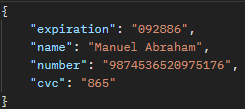 {
"expiration": "092886",
"name": "Manuel Abraham",
"number": "9874536520975176",
"cvc": "865"
}